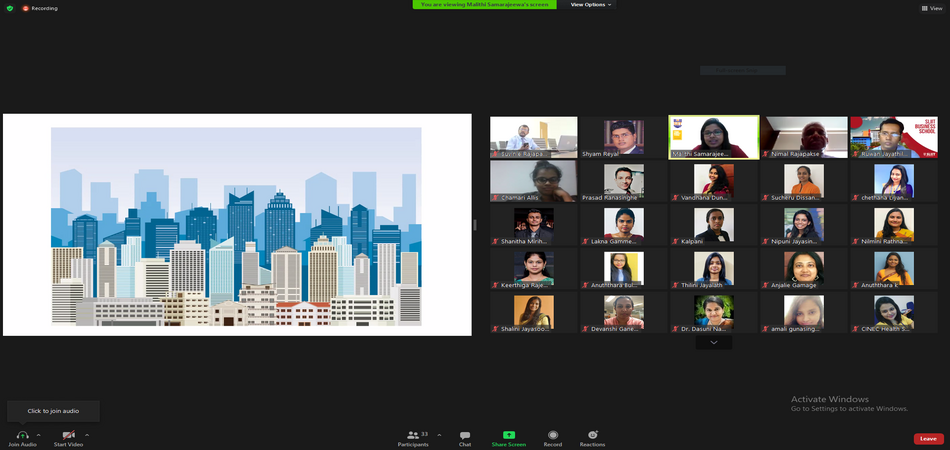 Recording
You are viewing Malithi Samarajeewa's screen
View Options
View
Shyam Reyal
Malithi Samarajee...
Nimal Rajapakse
Ruwan Jayathil...
SLIIT
BUSINESS
SCHOOL
Chamari Allis
Prasad Ranasinghe
Vandhana Dun...
Sucheru Dissan...
chethana Liyan...
Shanitha Mirih...
Lakna Gamme...
Kalpani
Nipuni Jayasin...
Nilmini Rathna...
Keerthiga Raje...
Anuththara Bul...
Thilini Jayalath
Anjalie Gamage
Anuththara K
Shalini Jayasoo...
Devanshi Gane...
Dr. Dasuni Na...
amali gunasing...
CINEC Health S...
Click to join audio
Activate Windows
Go to Settings to activate Windows.
Join Audio
Start Video
33
Participants
Chat
Share Screen
Record
Reactions
Leave